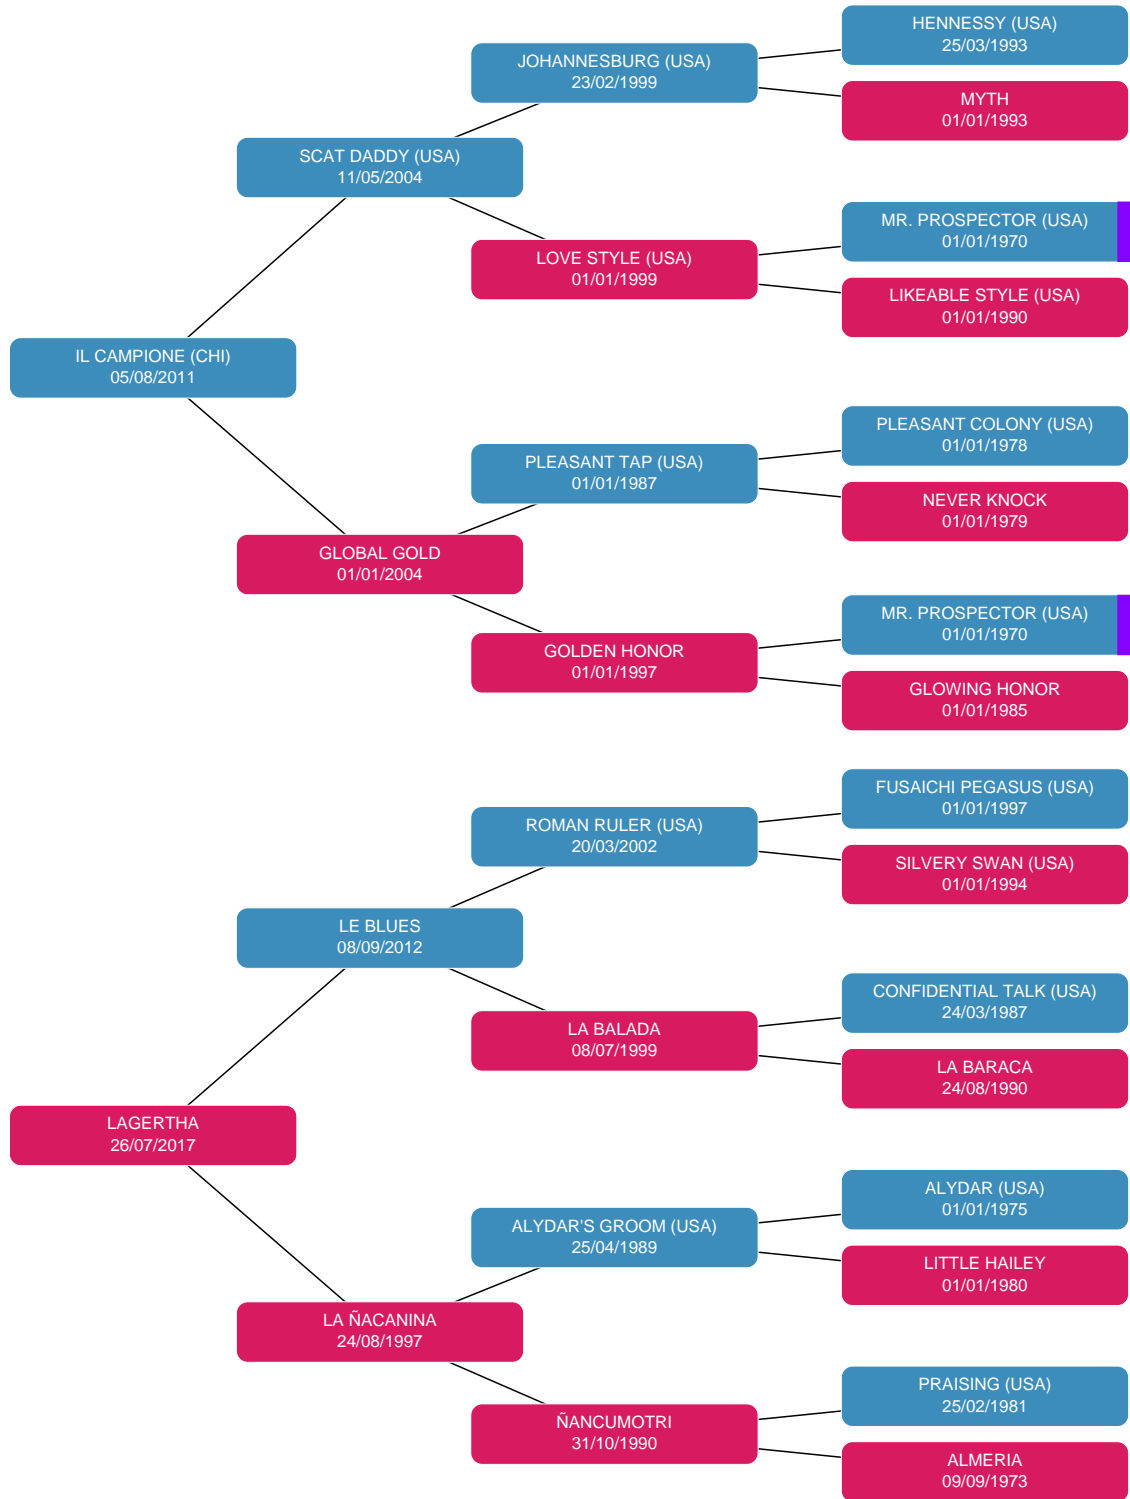 HENNESSY (USA)
25/03/1993
JOHANNESBURG (USA)
23/02/1999
MYTH
01/01/1993
SCAT DADDY (USA)
11/05/2004
MR. PROSPECTOR (USA)
01/01/1970
LOVE STYLE (USA)
01/01/1999
LIKEABLE STYLE (USA)
01/01/1990
IL CAMPIONE (CHI)
05/08/2011
PLEASANT COLONY (USA)
01/01/1978
PLEASANT TAP (USA)
01/01/1987
NEVER KNOCK
01/01/1979
GLOBAL GOLD
01/01/2004
MR. PROSPECTOR (USA)
01/01/1970
GOLDEN HONOR
01/01/1997
GLOWING HONOR
01/01/1985
FUSAICHI PEGASUS (USA)
01/01/1997
ROMAN RULER (USA)
20/03/2002
SILVERY SWAN (USA)
01/01/1994
LE BLUES
08/09/2012
CONFIDENTIAL TALK (USA)
24/03/1987
LA BALADA
08/07/1999
LA BARACA
24/08/1990
LAGERTHA
26/07/2017
ALYDAR (USA)
01/01/1975
ALYDAR'S GROOM (USA)
25/04/1989
LITTLE HAILEY
01/01/1980
LA ÑACANINA
24/08/1997
PRAISING (USA)
25/02/1981
ÑANCUMOTRI
31/10/1990
ALMERIA
09/09/1973